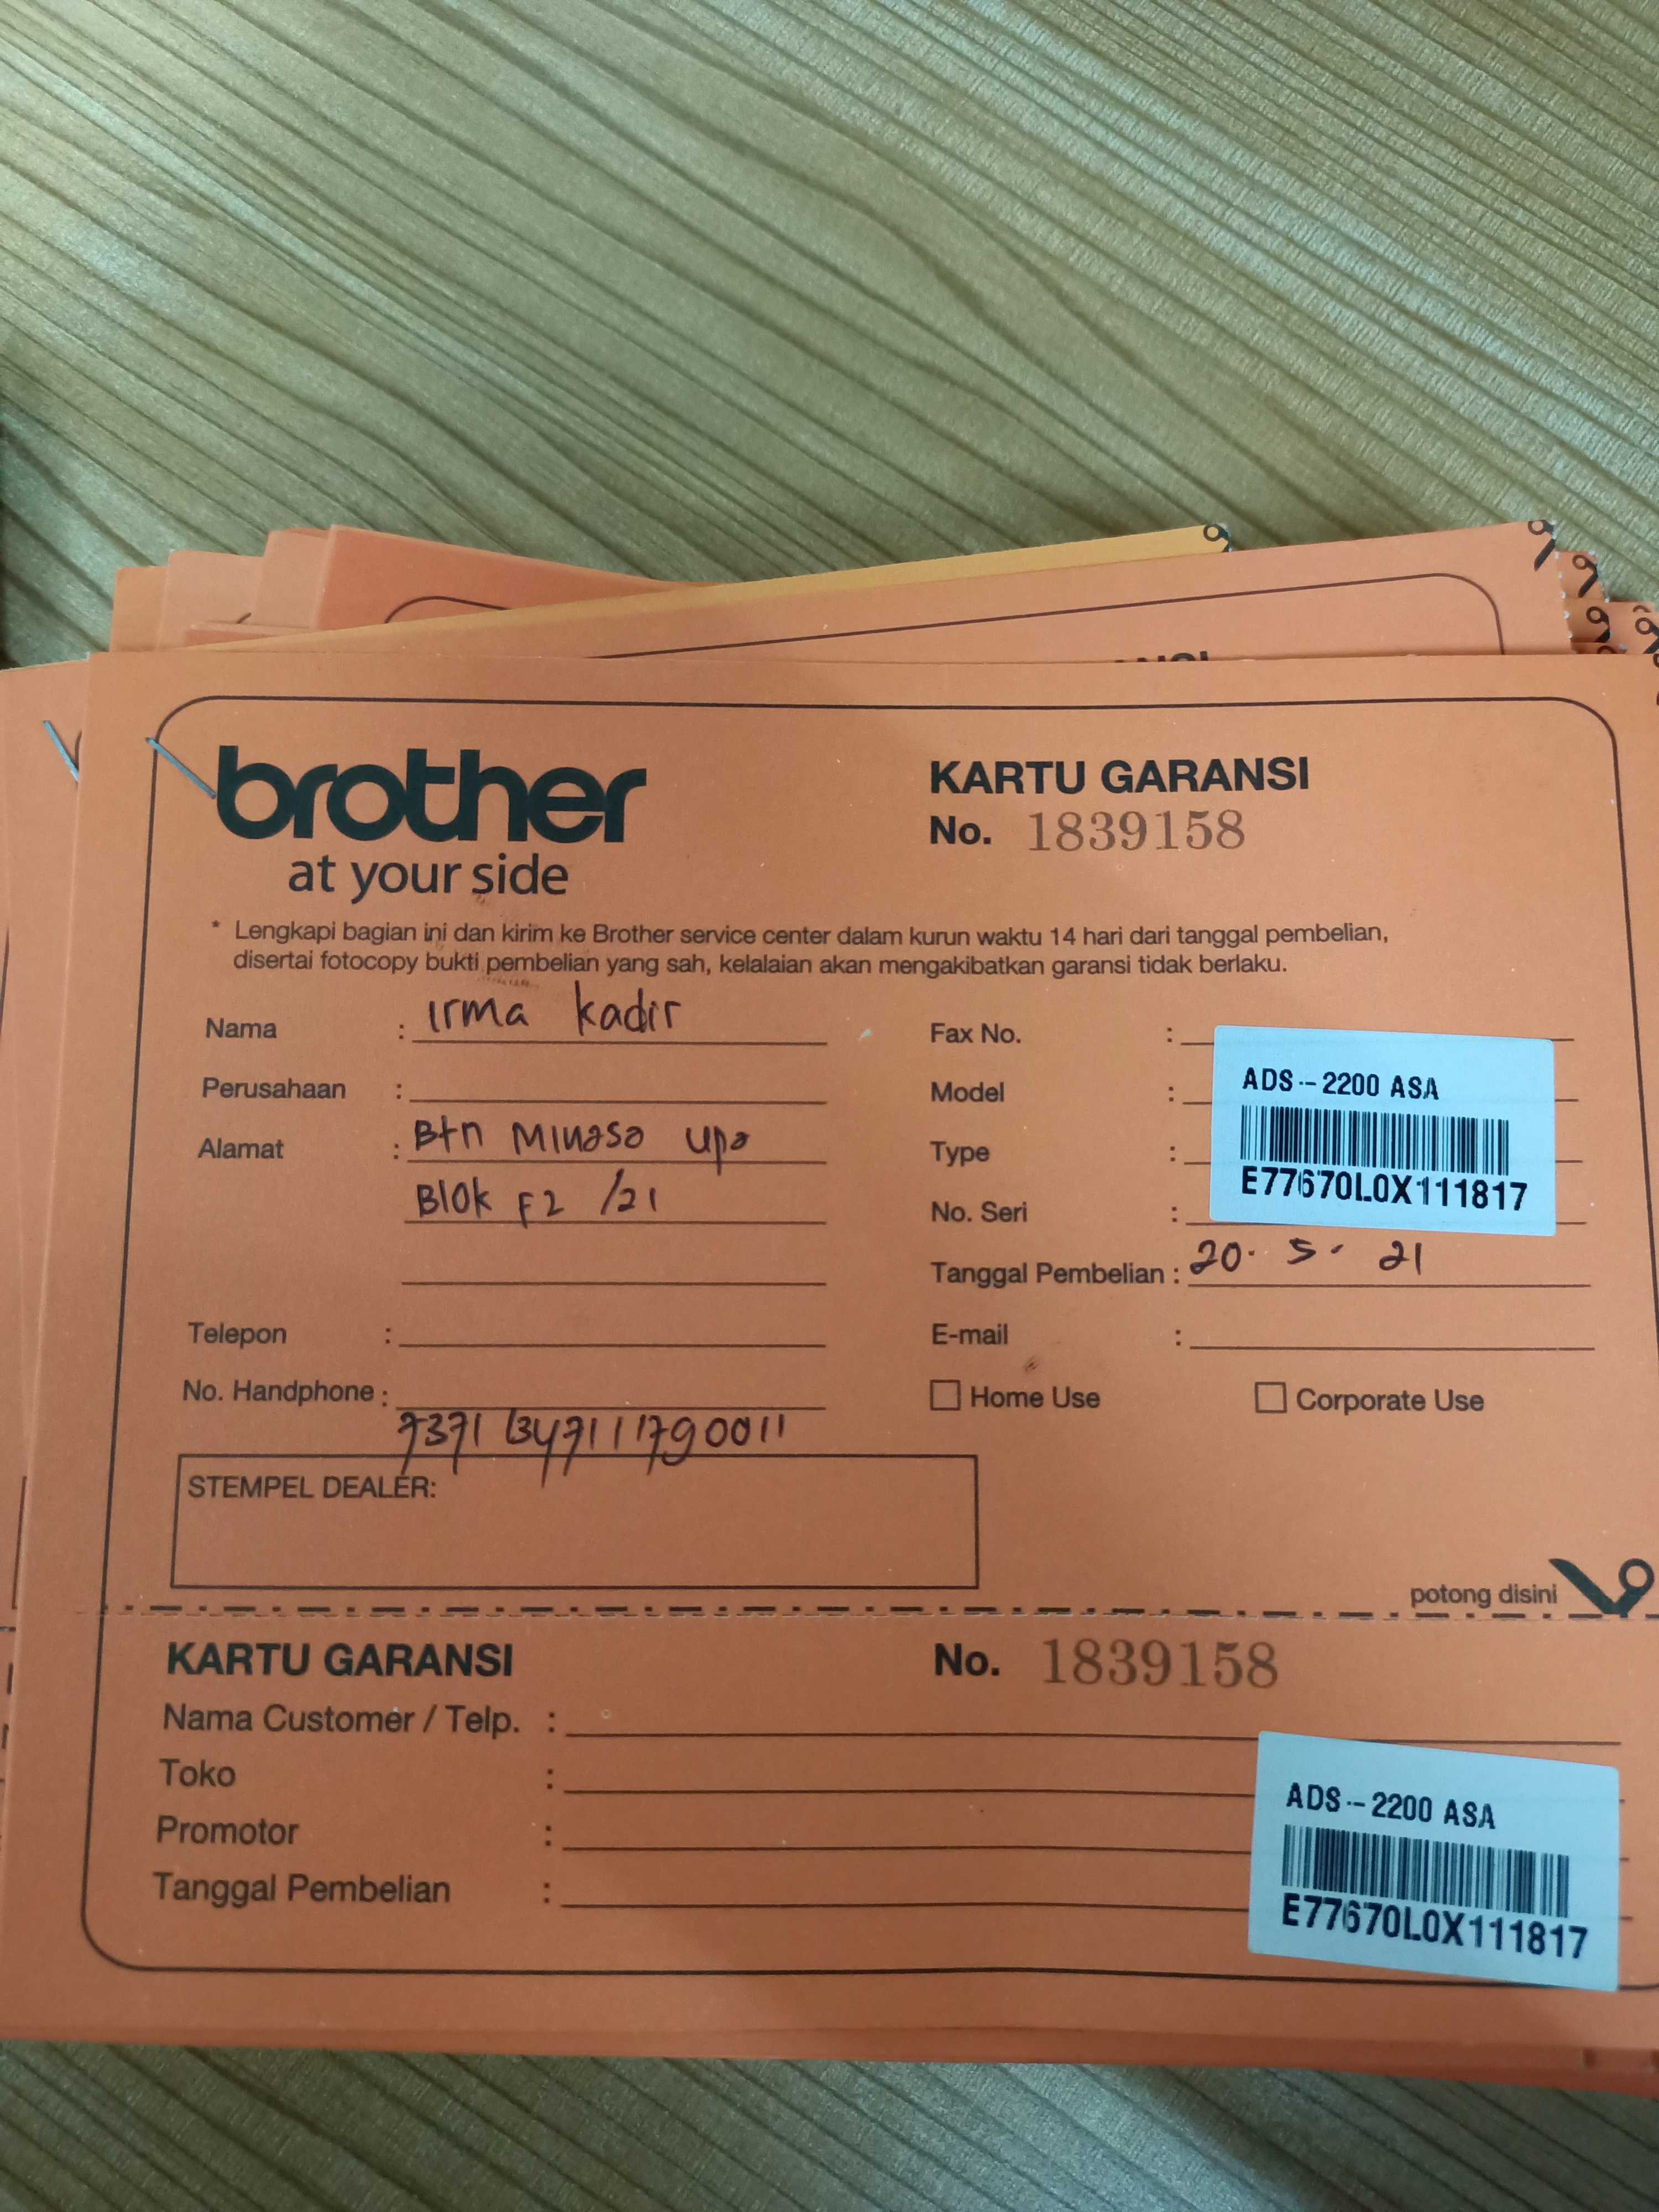 brother
at your side
KARTU GARANSI
No. 1839158
* Lengkapi bagian ini dan kirim ke Brother service center dalam kurun waktu 14 hari dari tanggal pembelian,
disertai fotocopy bukti pembelian yang sah, kelalaian akan mengakibatkan garansi tidak berlaku.
Nama : Irma Kadir
Perusahaan :
Alamat : Btn Minasa upa
Blok F2 /21
Telepon :
No. Handphone :
Fax No. :
Model :
Type :
No. Seri :
ADS-2200 ASA
E77670L0X111817
Tanggal Pembelian : 20. 5. 21
E-mail :
Home Use
Corporate Use
STEMPEL DEALER:
potong disini
KARTU GARANSI
No. 1839158
Nama Customer / Telp. :
Toko :
Promotor :
Tanggal Pembelian :
ADS-2200 ASA
E77670L0X111817